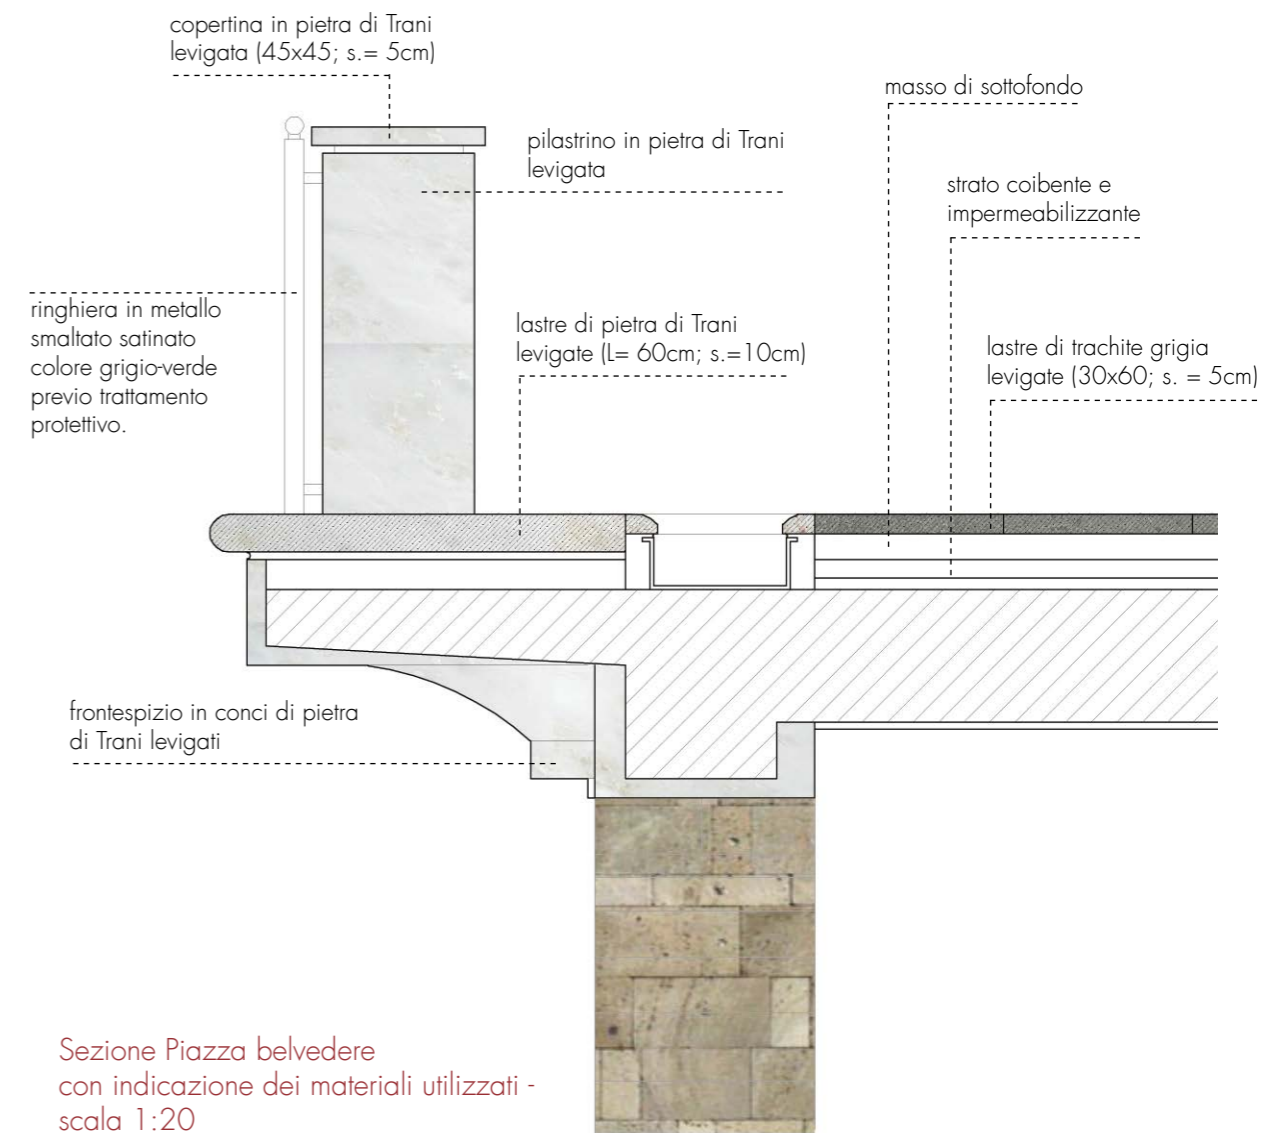 copertina in pietra di Trani
levigata (45x45; s.= 5cm)
masso di sottofondo
pilastrino in pietra di Trani
levigata
strato coibente e
impermeabilizzante
ringhiera in metallo
smaltato satinato
colore grigio-verde
previo trattamento
protettivo.
lastre di pietra di Trani
levigate (L= 60cm; s.=10cm)
lastre di trachite grigia
levigate (30x60; s. = 5cm)
frontespizio in conci di pietra
di Trani levigati
Sezione Piazza belvedere
con indicazione dei materiali utilizzati -
scala 1:20